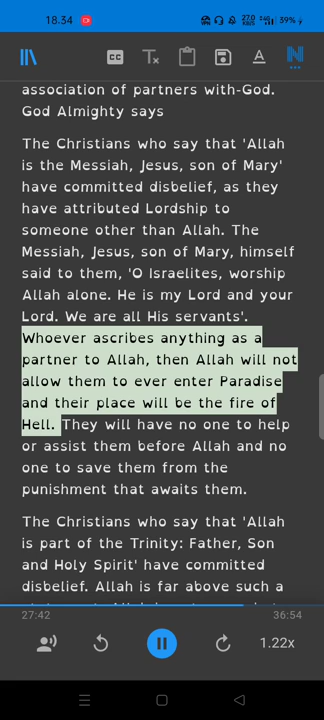 18.34
27.0
KB/S
59%
CC
association of partners with-God.
God Almighty says
The Christians who say that 'Allah
is the Messiah, Jesus, son of Mary'
have committed disbelief, as they
have attributed Lordship to
someone other than Allah. The
Messiah, Jesus, son of Mary, himself
said to them, 'O Israelites, worship
Allah alone. He is my Lord and your
Lord. We are all His servants'.
Whoever ascribes anything as a
partner to Allah, then Allah will not
allow them to ever enter Paradise
and their place will be the fire of
Hell. They will have no one to help
or assist them before Allah and no
one to save them from the
punishment that awaits them.
The Christians who say that 'Allah
is part of the Trinity: Father, Son
and Holy Spirit' have committed
disbelief. Allah is far above such a
27:42
36:54
1.22x